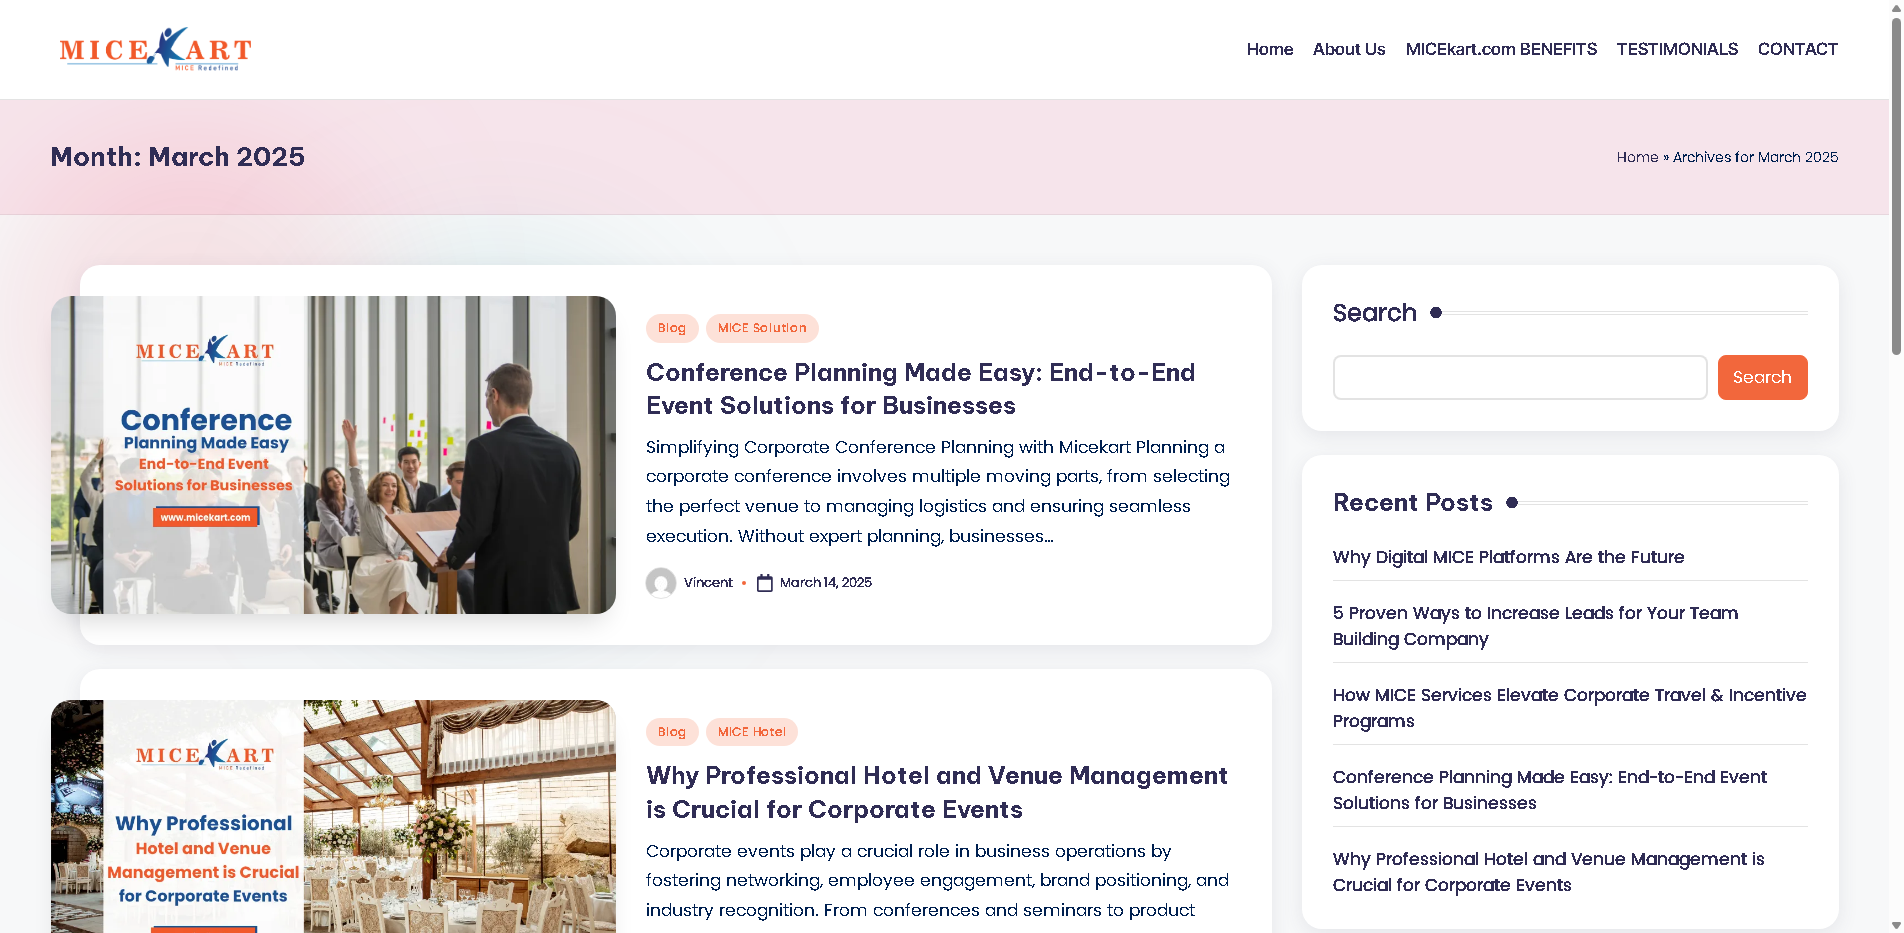 MICEKART
MICE Redefined
Home About Us MICEkart.com BENEFITS TESTIMONIALS CONTACT
Month: March 2025
Home » Archives for March 2025
MICEKART
MICE Redefined
Conference
Planning Made Easy
End-to-End Event
Solutions for Businesses
www.micekart.com
Blog MICE Solution
Conference Planning Made Easy: End-to-End
Event Solutions for Businesses
Simplifying Corporate Conference Planning with Micekart Planning a
corporate conference involves multiple moving parts, from selecting
the perfect venue to managing logistics and ensuring seamless
execution. Without expert planning, businesses…
Vincent • March 14, 2025
MICEKART
MICE Redefined
Why Professional
Hotel and Venue
Management is Crucial
for Corporate Events
Blog MICE Hotel
Why Professional Hotel and Venue Management
is Crucial for Corporate Events
Corporate events play a crucial role in business operations by
fostering networking, employee engagement, brand positioning, and
industry recognition. From conferences and seminars to product
Search
Search
Recent Posts
Why Digital MICE Platforms Are the Future
5 Proven Ways to Increase Leads for Your Team
Building Company
How MICE Services Elevate Corporate Travel & Incentive
Programs
Conference Planning Made Easy: End-to-End Event
Solutions for Businesses
Why Professional Hotel and Venue Management is
Crucial for Corporate Events